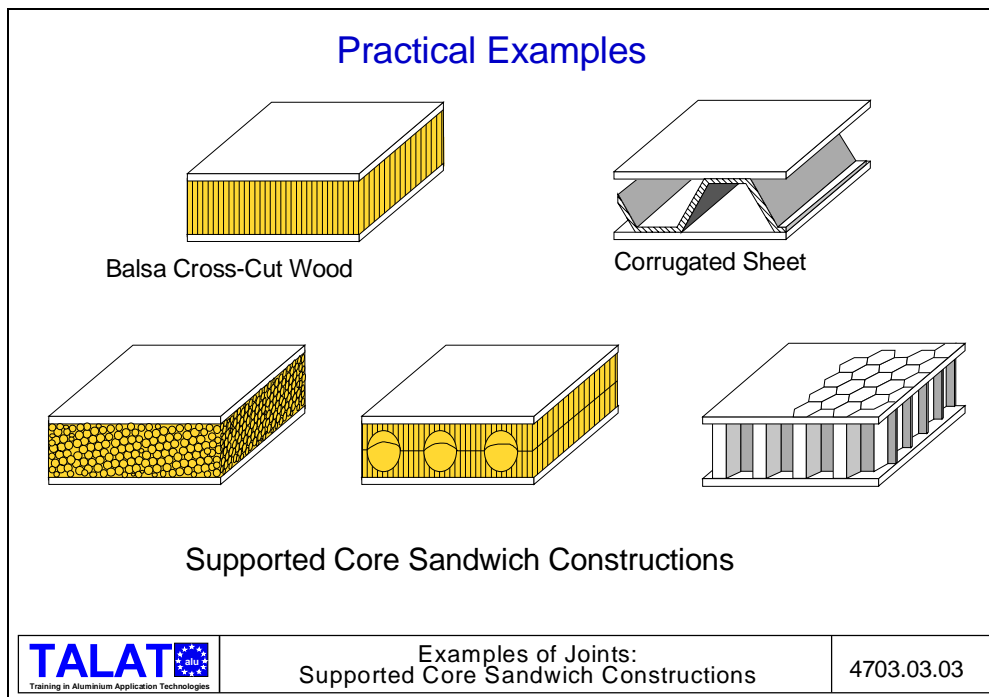 Practical Examples
Balsa Cross-Cut Wood
Corrugated Sheet
Supported Core Sandwich Constructions
TALAT
alu
Training in Aluminium Application Technologies
Examples of Joints:
Supported Core Sandwich Constructions
4703.03.03